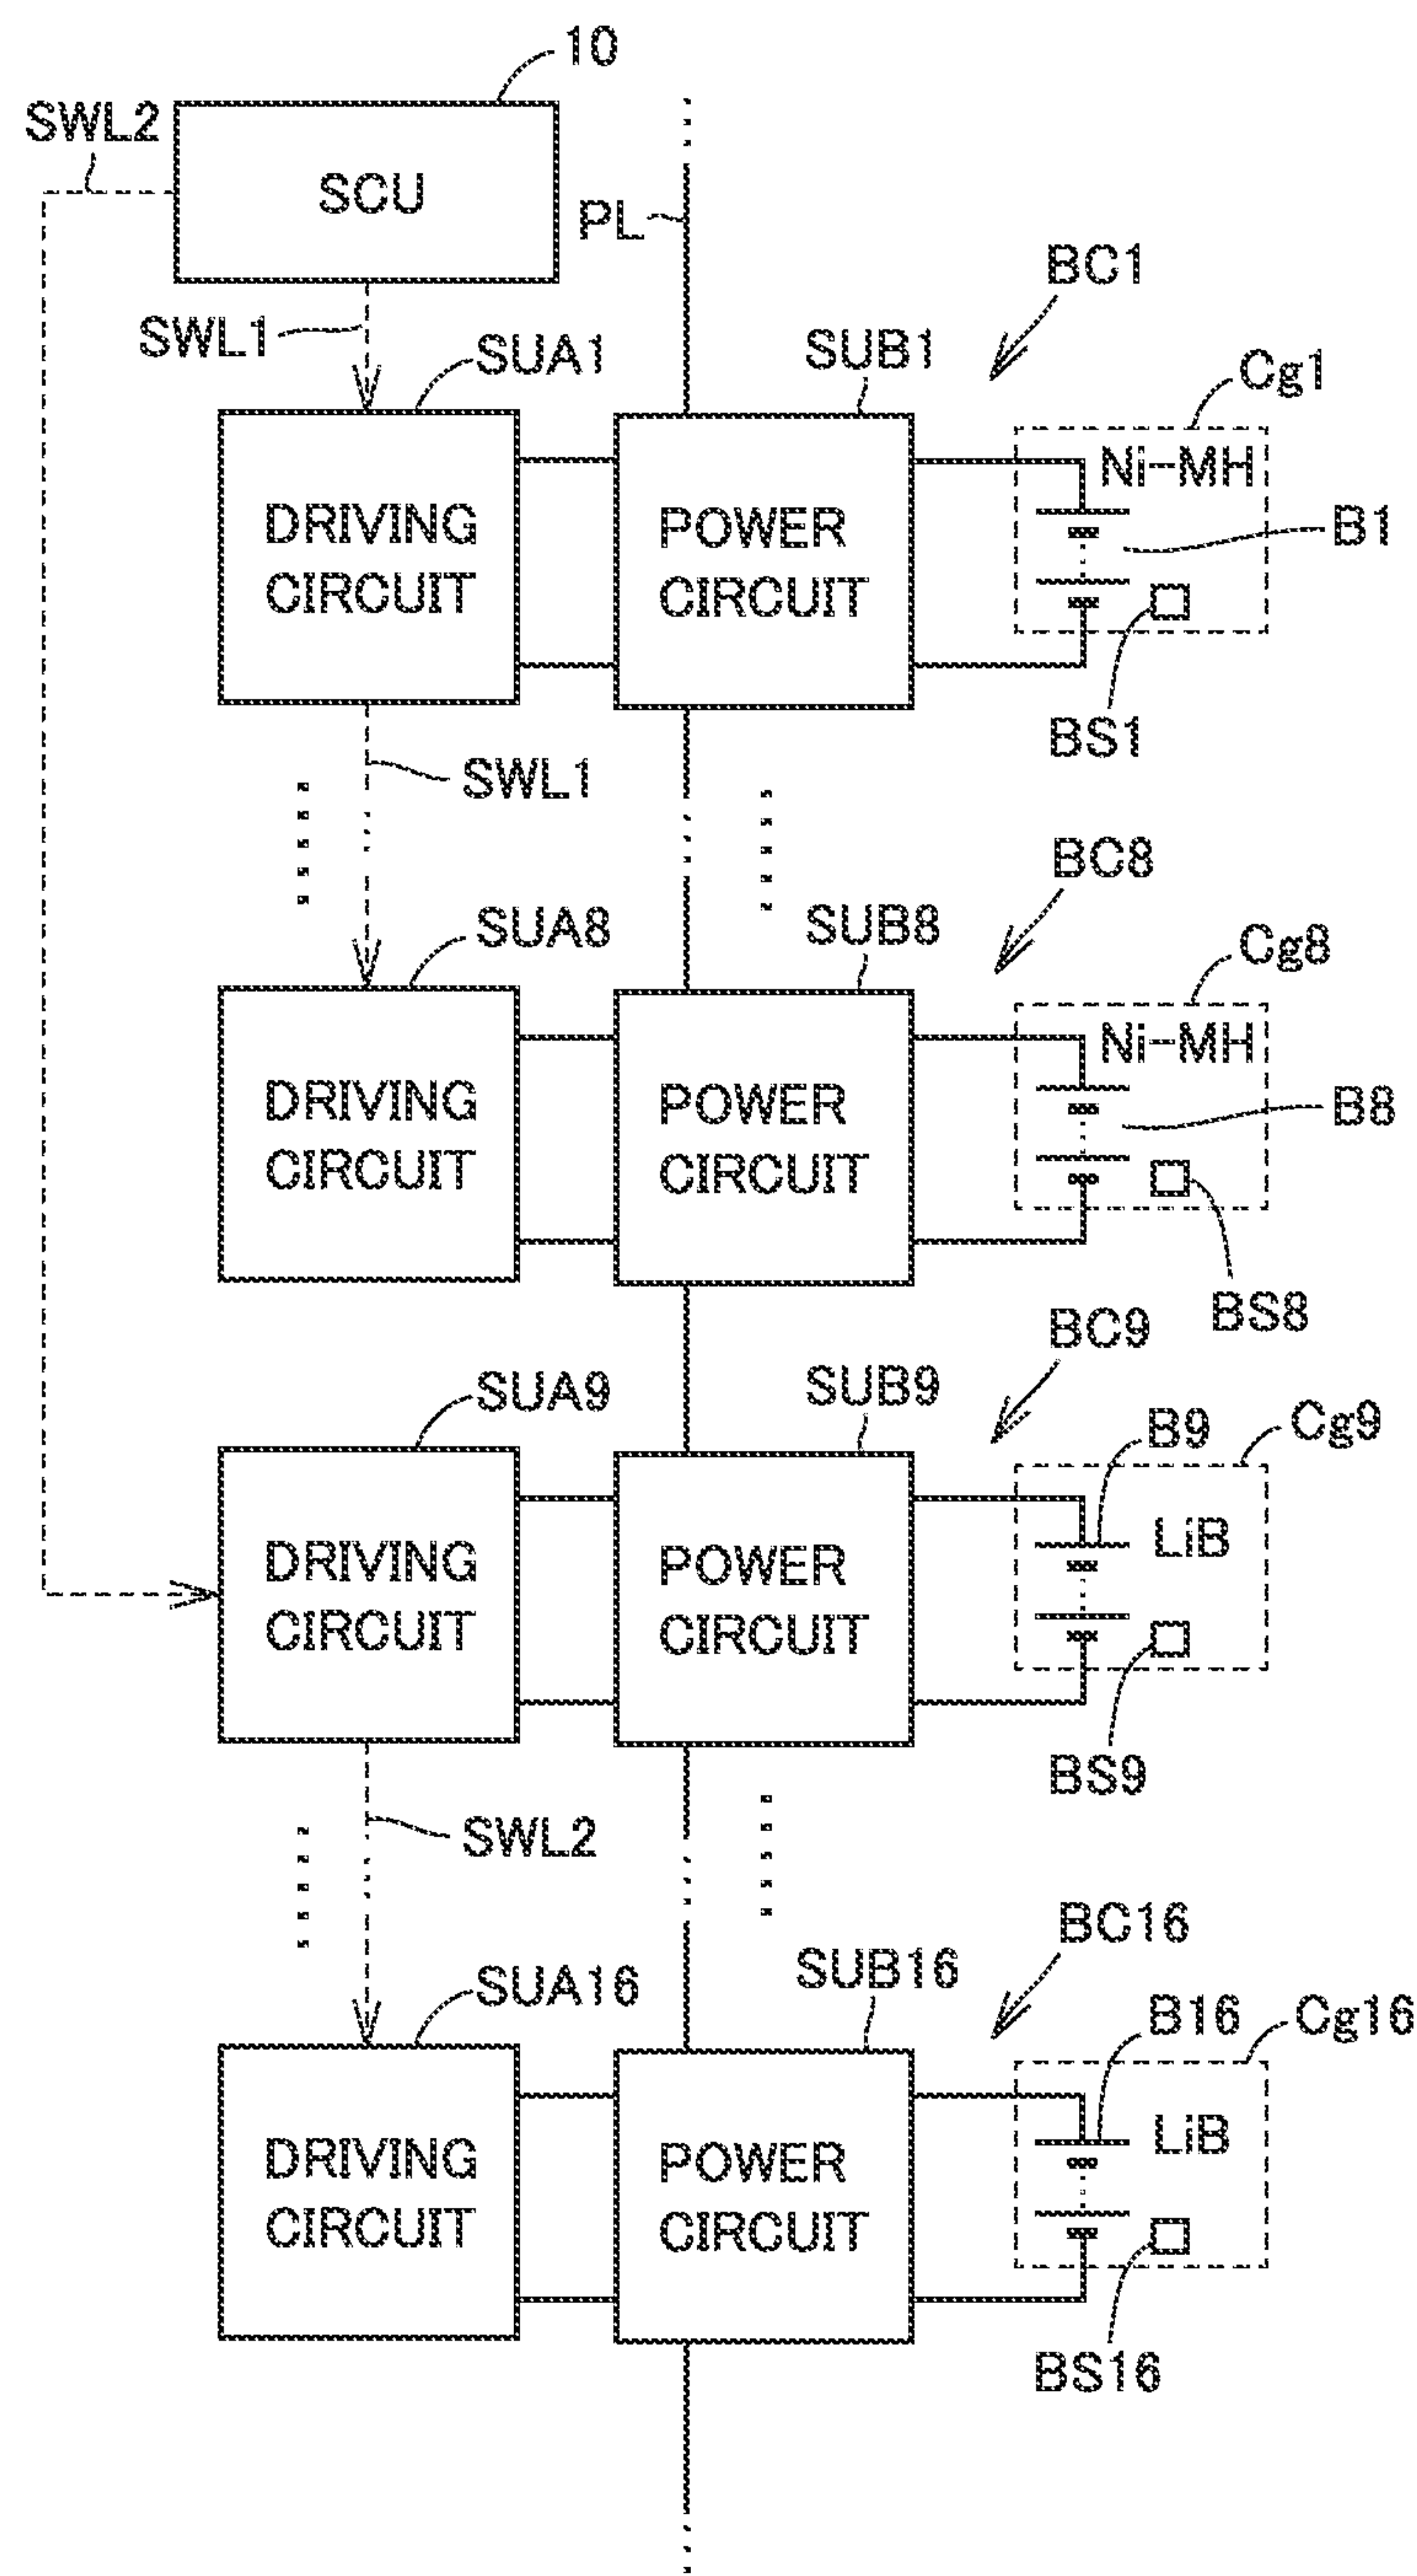 10
SWL2
SCU
PL
BC1
SWL1
SUA1
SUB1
Cg1
Ni-MH
DRIVING
CIRCUIT
POWER
CIRCUIT
B1
BS1
SWL1
BC8
SUA8
SUB8
Cg8
Ni-MH
DRIVING
CIRCUIT
POWER
CIRCUIT
B8
BS8
BC9
SUA9
SUB9
B9
Cg9
LiB
DRIVING
CIRCUIT
POWER
CIRCUIT
BS9
SWL2
BC16
SUA16
SUB16
B16
Cg16
LiB
DRIVING
CIRCUIT
POWER
CIRCUIT
BS16